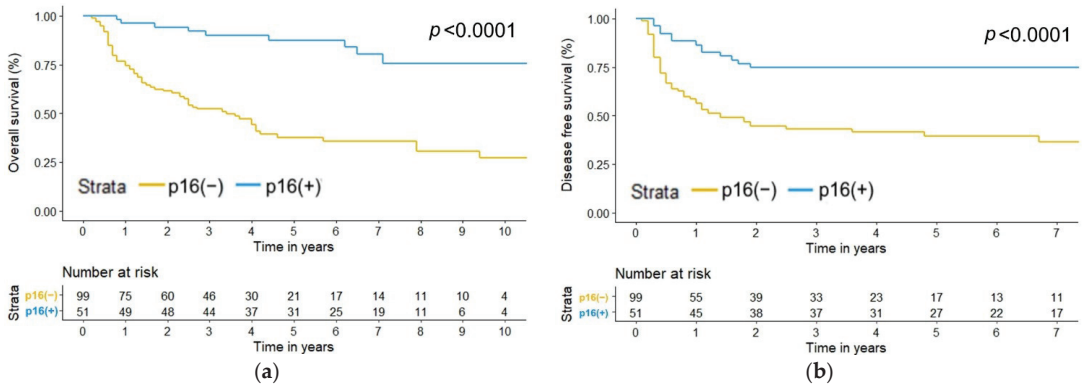 p<0.0001
Overall survival (%)
1.00
0.75
0.50
0.25
0.00
Strata p16(−) p16(+)
0 1 2 3 4 5 6 7 8 9 10
Time in years
Number at risk
Strata
p16(−) 99 75 60 46 30 21 17 14 11 10 4
p16(+) 51 49 48 44 37 31 25 19 11 6 4
0 1 2 3 4 5 6 7 8 9 10
Time in years
(a)
p<0.0001
Disease free survival (%)
1.00
0.75
0.50
0.25
0.00
Strata p16(−) p16(+)
0 1 2 3 4 5 6 7
Time in years
Number at risk
Strata
p16(−) 99 55 39 33 23 17 13 11
p16(+) 51 45 38 37 31 27 22 17
0 1 2 3 4 5 6 7
Time in years
(b)